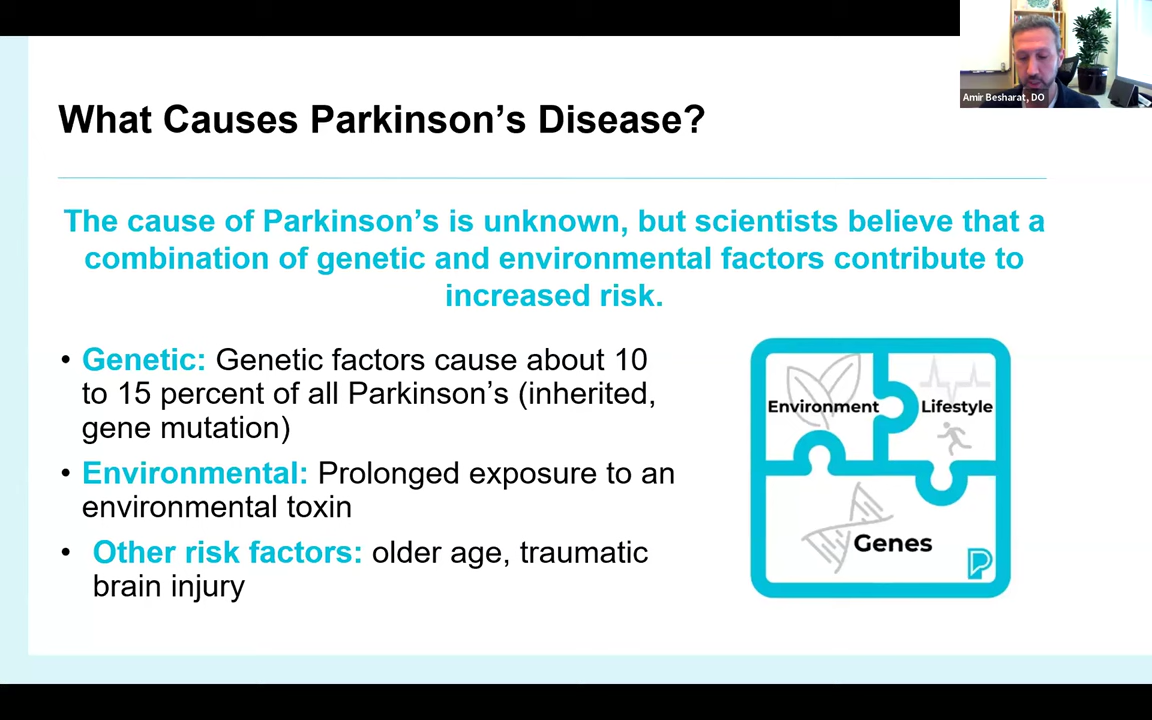 Amir Besharat, DO
What Causes Parkinson's Disease?
The cause of Parkinson's is unknown, but scientists believe that a
combination of genetic and environmental factors contribute to
increased risk.
• Genetic: Genetic factors cause about 10
to 15 percent of all Parkinson's (inherited,
gene mutation)
• Environmental: Prolonged exposure to an
environmental toxin
• Other risk factors: older age, traumatic
brain injury
Environment
Lifestyle
Genes